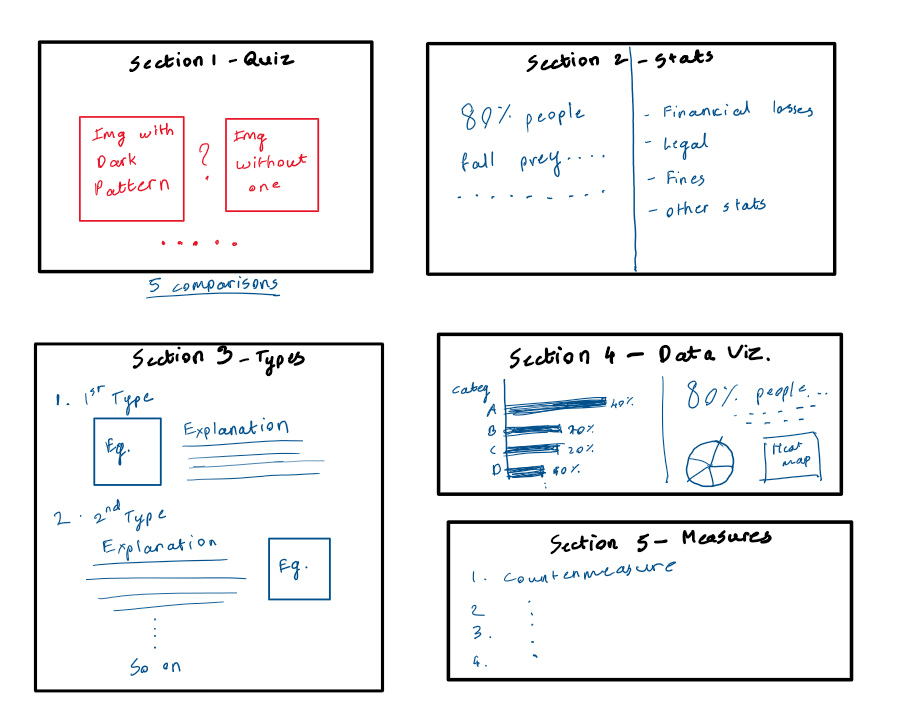 Section 1 - Quiz
Img with
Dark
Pattern
?
Img
without
one
.....
5 comparisons
Section 2 - Stats
80% people
fall prey....
. . . . . . . .
- Financial losses
- Legal
- Fines
- other stats
Section 3 - Types
1. 1st Type
Eg.
Explanation
2. 2nd Type
Explanation
Eg.
So on
Section 4 - Data Viz.
Categ
A 40%
B 20%
C 20%
D
80% people...
Heat
map
Section 5 - Measures
1. Countenmeasure
2
3.
4.